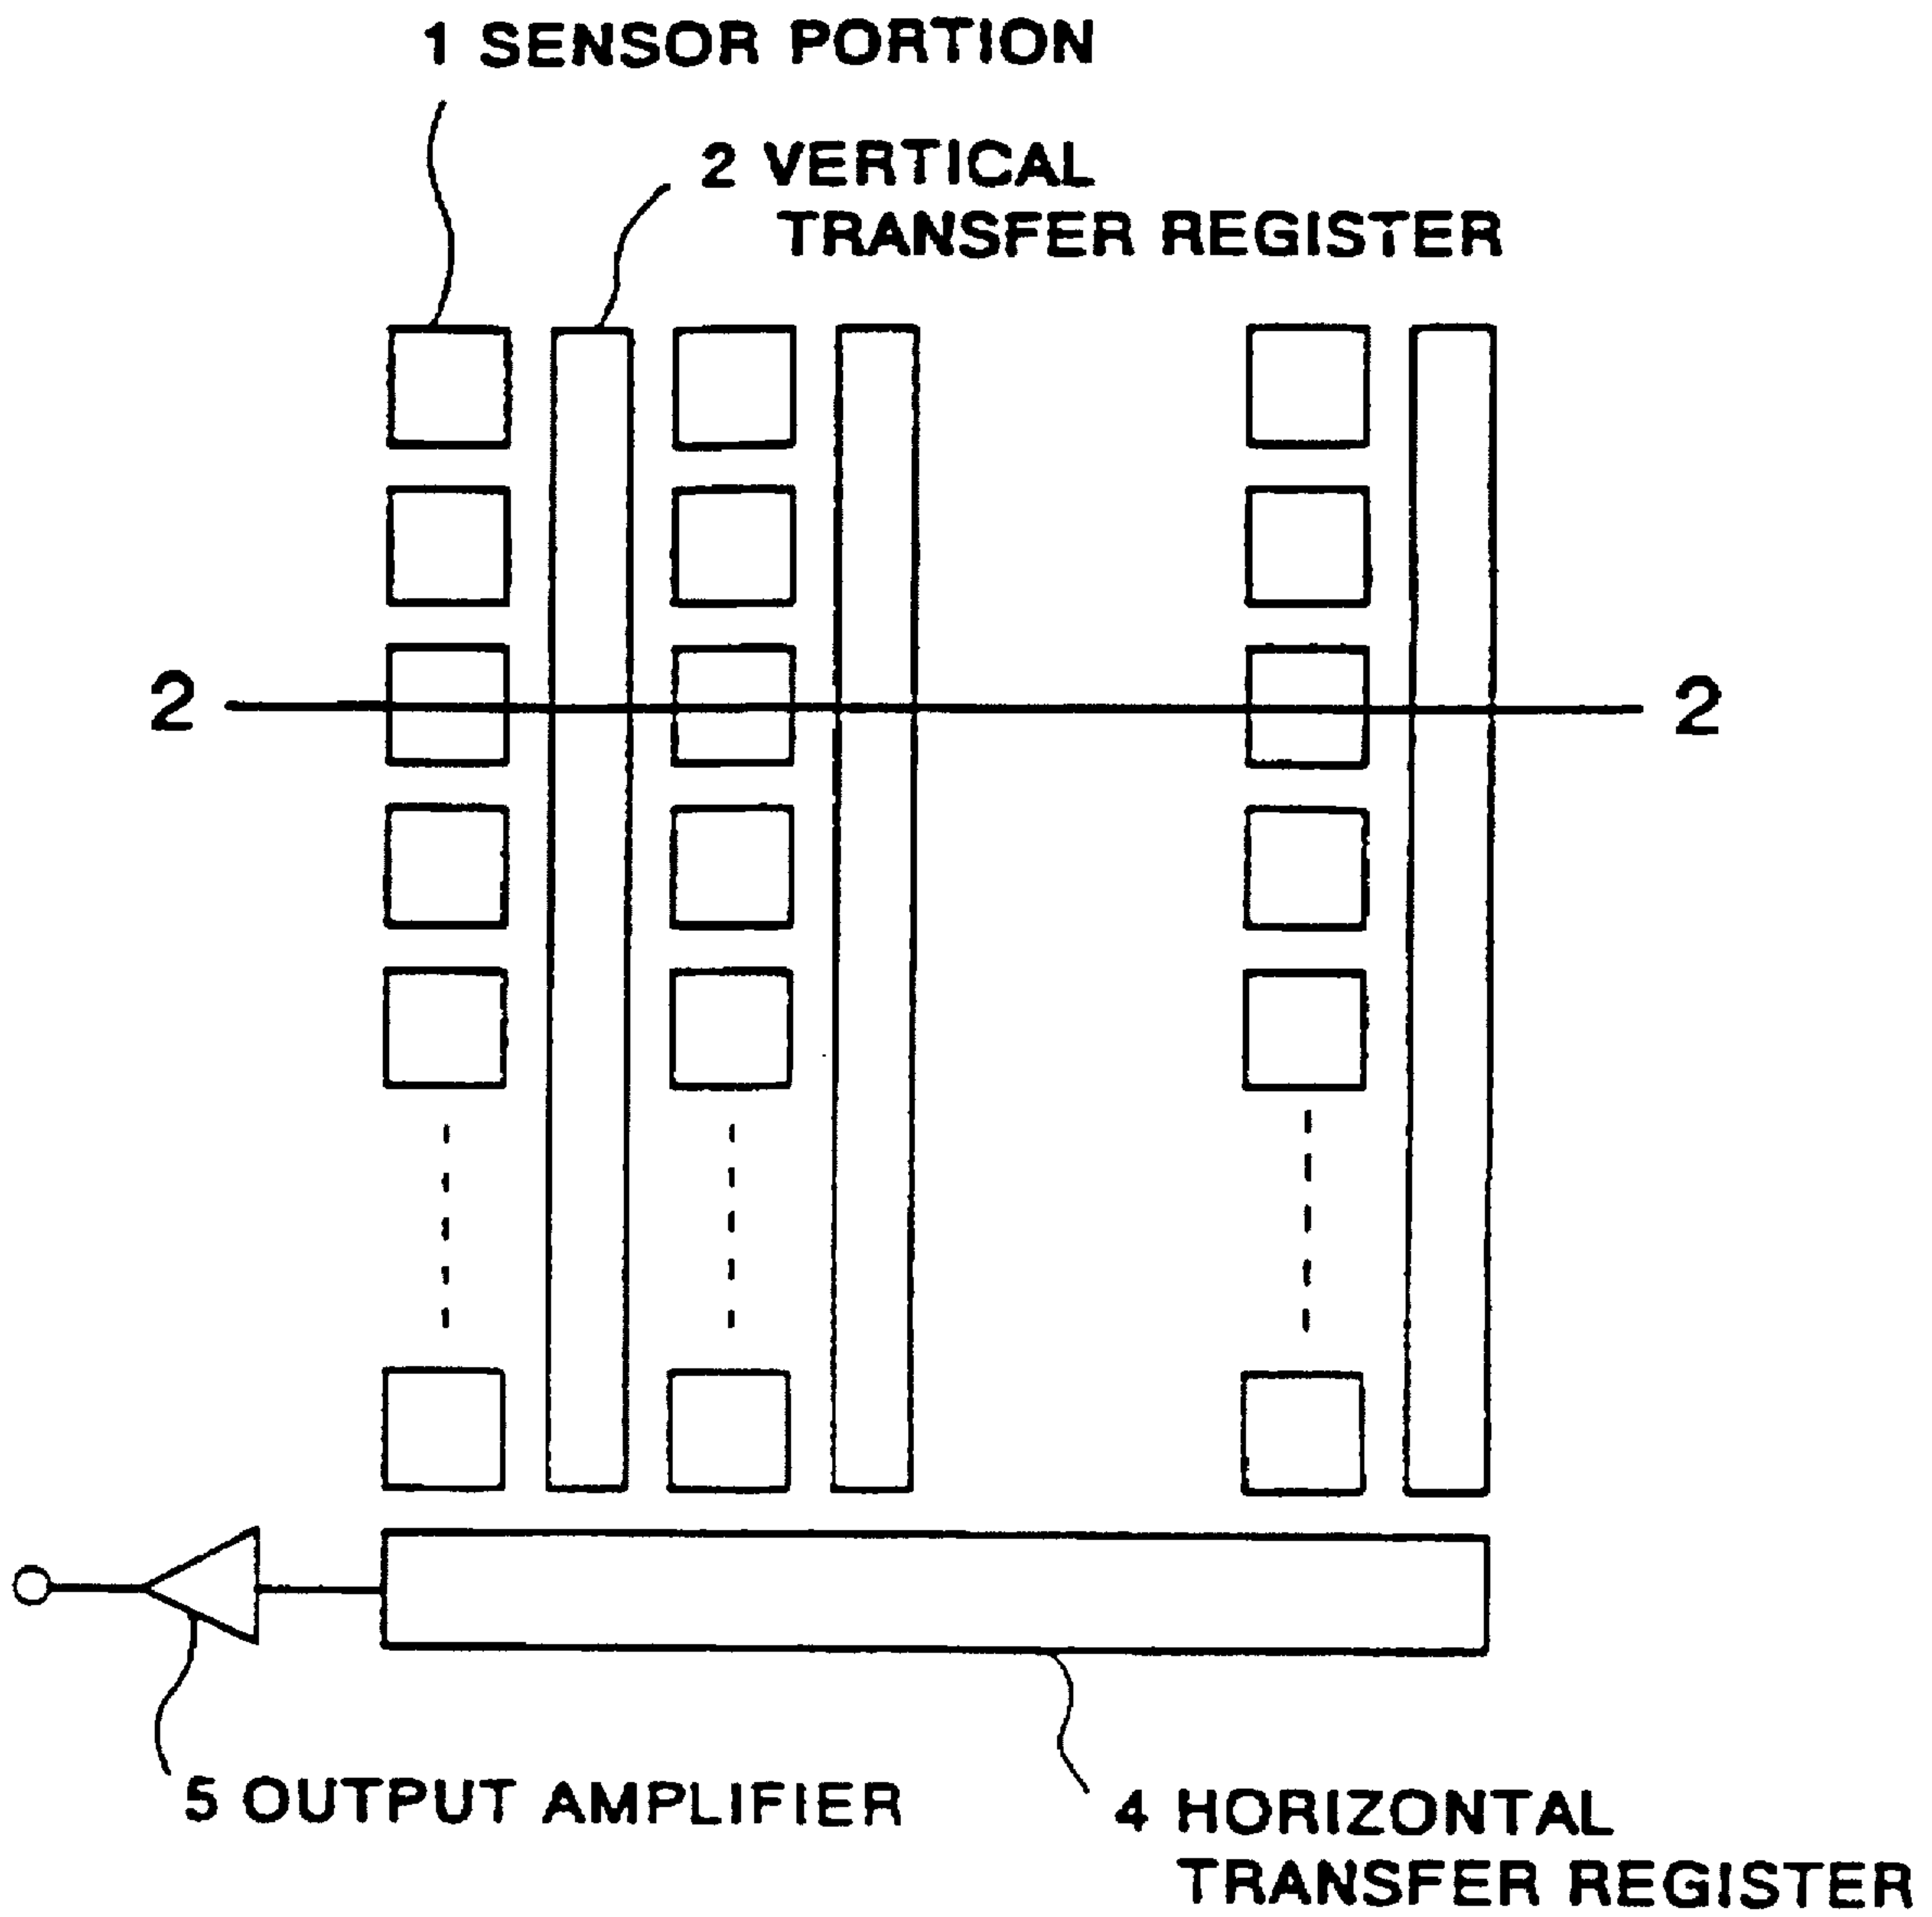 1 SENSOR PORTION
2 VERTICAL
TRANSFER REGISTER
2
2
5 OUTPUT AMPLIFIER
4 HORIZONTAL
TRANSFER REGISTER